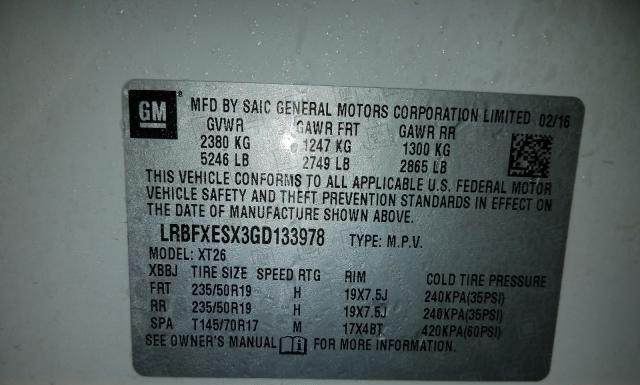 GM ® MFD BY SAIC GENERAL MOTORS CORPORATION LIMITED 02/16
GVWR GAWR FRT GAWR RR
2380 KG 1247 KG 1300 KG
5246 LB 2749 LB 2865 LB
THIS VEHICLE CONFORMS TO ALL APPLICABLE U.S. FEDERAL MOTOR
VEHICLE SAFETY AND THEFT PREVENTION STANDARDS IN EFFECT ON
THE DATE OF MANUFACTURE SHOWN ABOVE.
LRBFXESX3GD133978 TYPE: M.P.V.
MODEL: XT26
XBBJ TIRE SIZE SPEED RTG RIM COLD TIRE PRESSURE
FRT 235/50R19 H 19X7.5J 240KPA(35PSI)
RR 235/50R19 H 19X7.5J 240KPA(35PSI)
SPA T145/70R17 M 17X4BT 420KPA(60PSI)
SEE OWNER'S MANUAL FOR MORE INFORMATION.